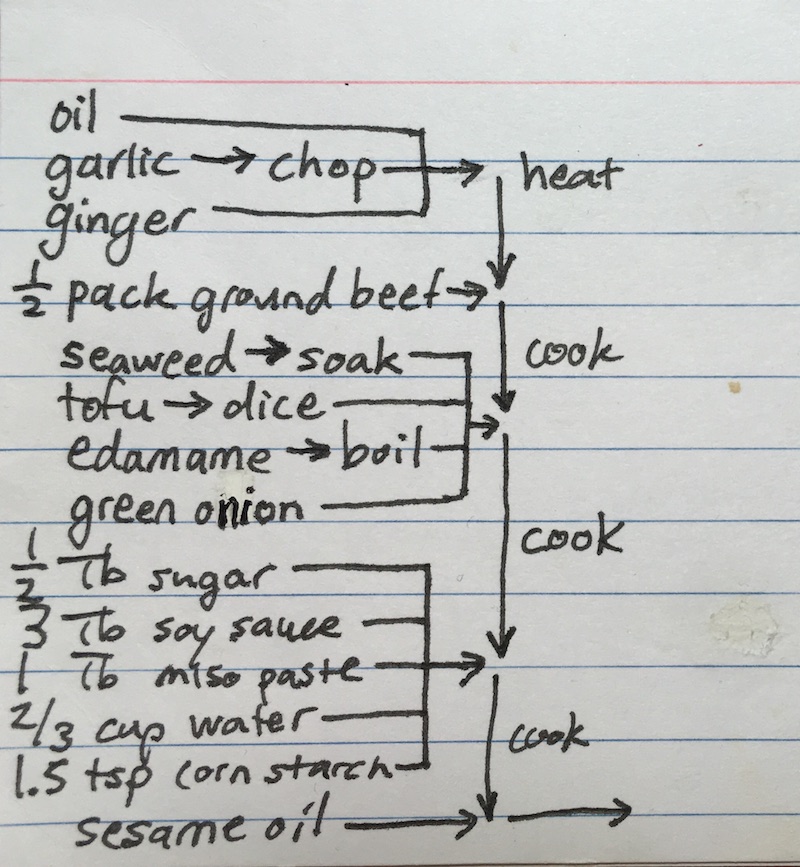 oil
garlic → chop → heat
ginger
1/2 pack ground beef →
seaweed → soak cook
tofu → dice →
edamame → boil
green onion
cook
1/2 Tb sugar
3 Tb soy sauce
1 Tb miso paste →
2/3 cup water
cook
1.5 tsp corn starch
sesame oil → →